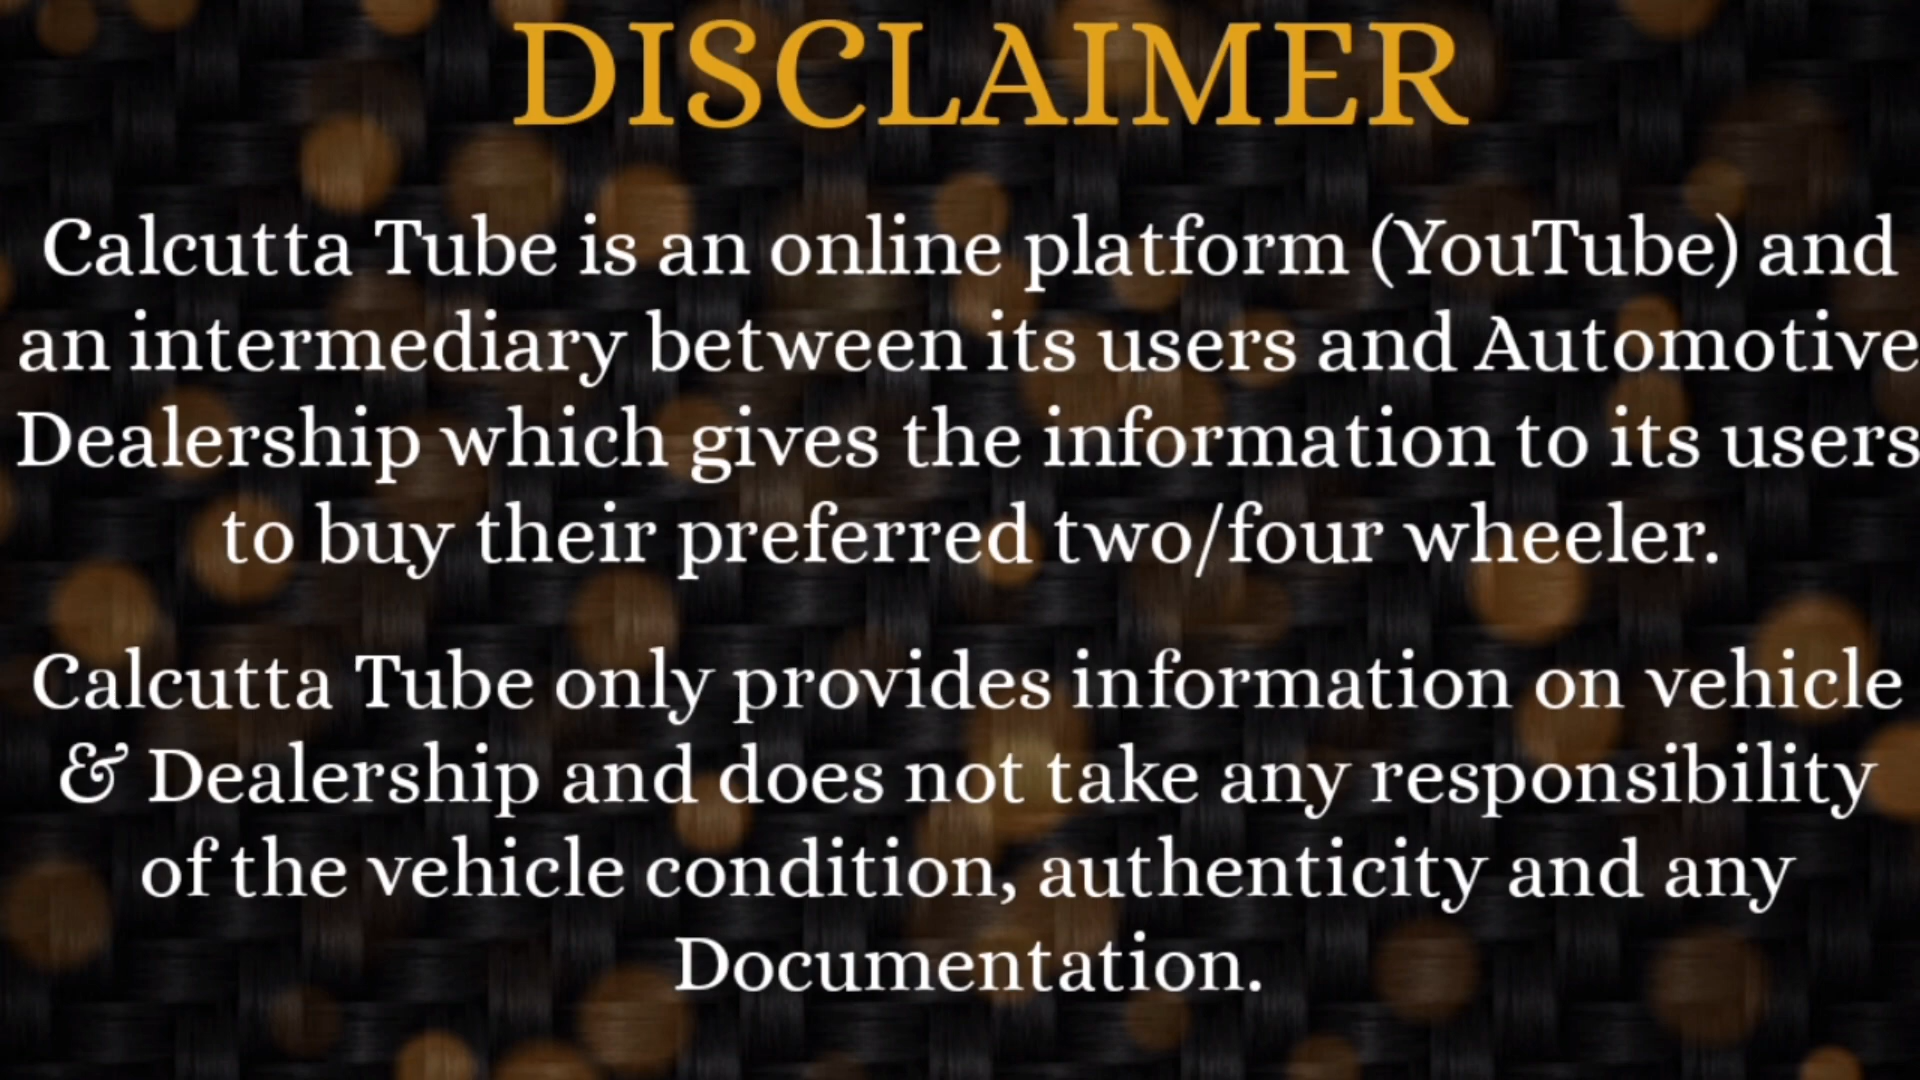 DISCLAIMER
Calcutta Tube is an online platform (YouTube) and
an intermediary between its users and Automotive
Dealership which gives the information to its users
to buy their preferred two/four wheeler.
Calcutta Tube only provides information on vehicle
& Dealership and does not take any responsibility
of the vehicle condition, authenticity and any
Documentation.